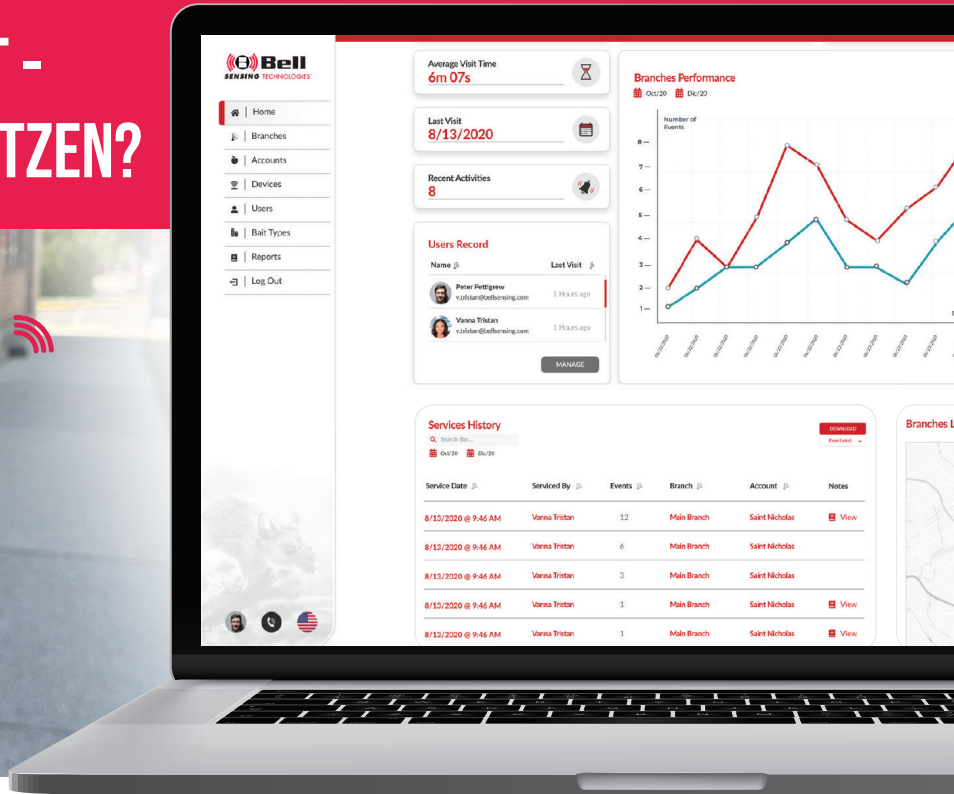 T -
TZEN?
Bell
SENSING TECHNOLOGIES
Home
Branches
Accounts
Devices
Users
Bait Types
Reports
Log Out
Average Visit Time
6m 07s
Last Visit
8/13/2020
Recent Activities
8
Users Record
Name
Last Visit
Peter Pettigrew
v.tristan@bellsensing.com
1 Hours ago
Vanna Tristan
v.tristan@bellsensing.com
1 Hours ago
MANAGE
Branches Performance
Oct/20 Dic/20
Number of
Events
8
7
6
5
4
3
2
1
Services History
Search Bar...
Oct/20 Dic/20
DOWNLOAD
Service Date Serviced By Events Branch Account Notes
8/13/2020 @ 9:46 AM Vanna Tristan 12 Main Branch Saint Nicholas View
8/13/2020 @ 9:46 AM Vanna Tristan 6 Main Branch Saint Nicholas
8/13/2020 @ 9:46 AM Vanna Tristan 3 Main Branch Saint Nicholas
8/13/2020 @ 9:46 AM Vanna Tristan 1 Main Branch Saint Nicholas View
8/13/2020 @ 9:46 AM Vanna Tristan 1 Main Branch Saint Nicholas View
Branches L